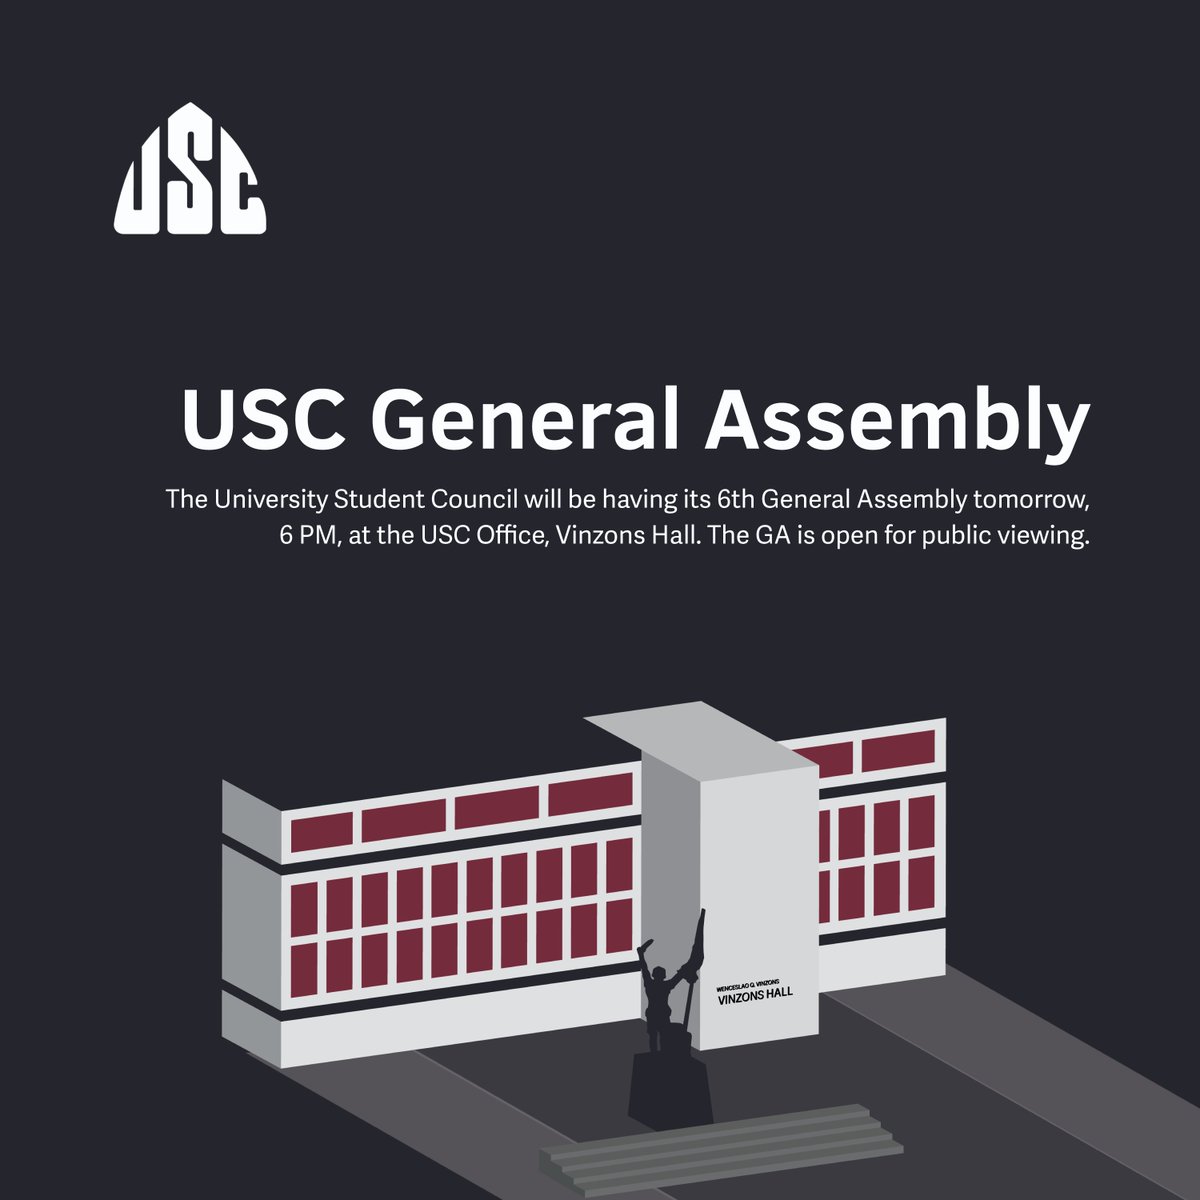 USC
USC General Assembly
The University Student Council will be having its 6th General Assembly tomorrow,
6 PM, at the USC Office, Vinzons Hall. The GA is open for public viewing.
WENCESLAO Q. VINZONS
VINZONS HALL